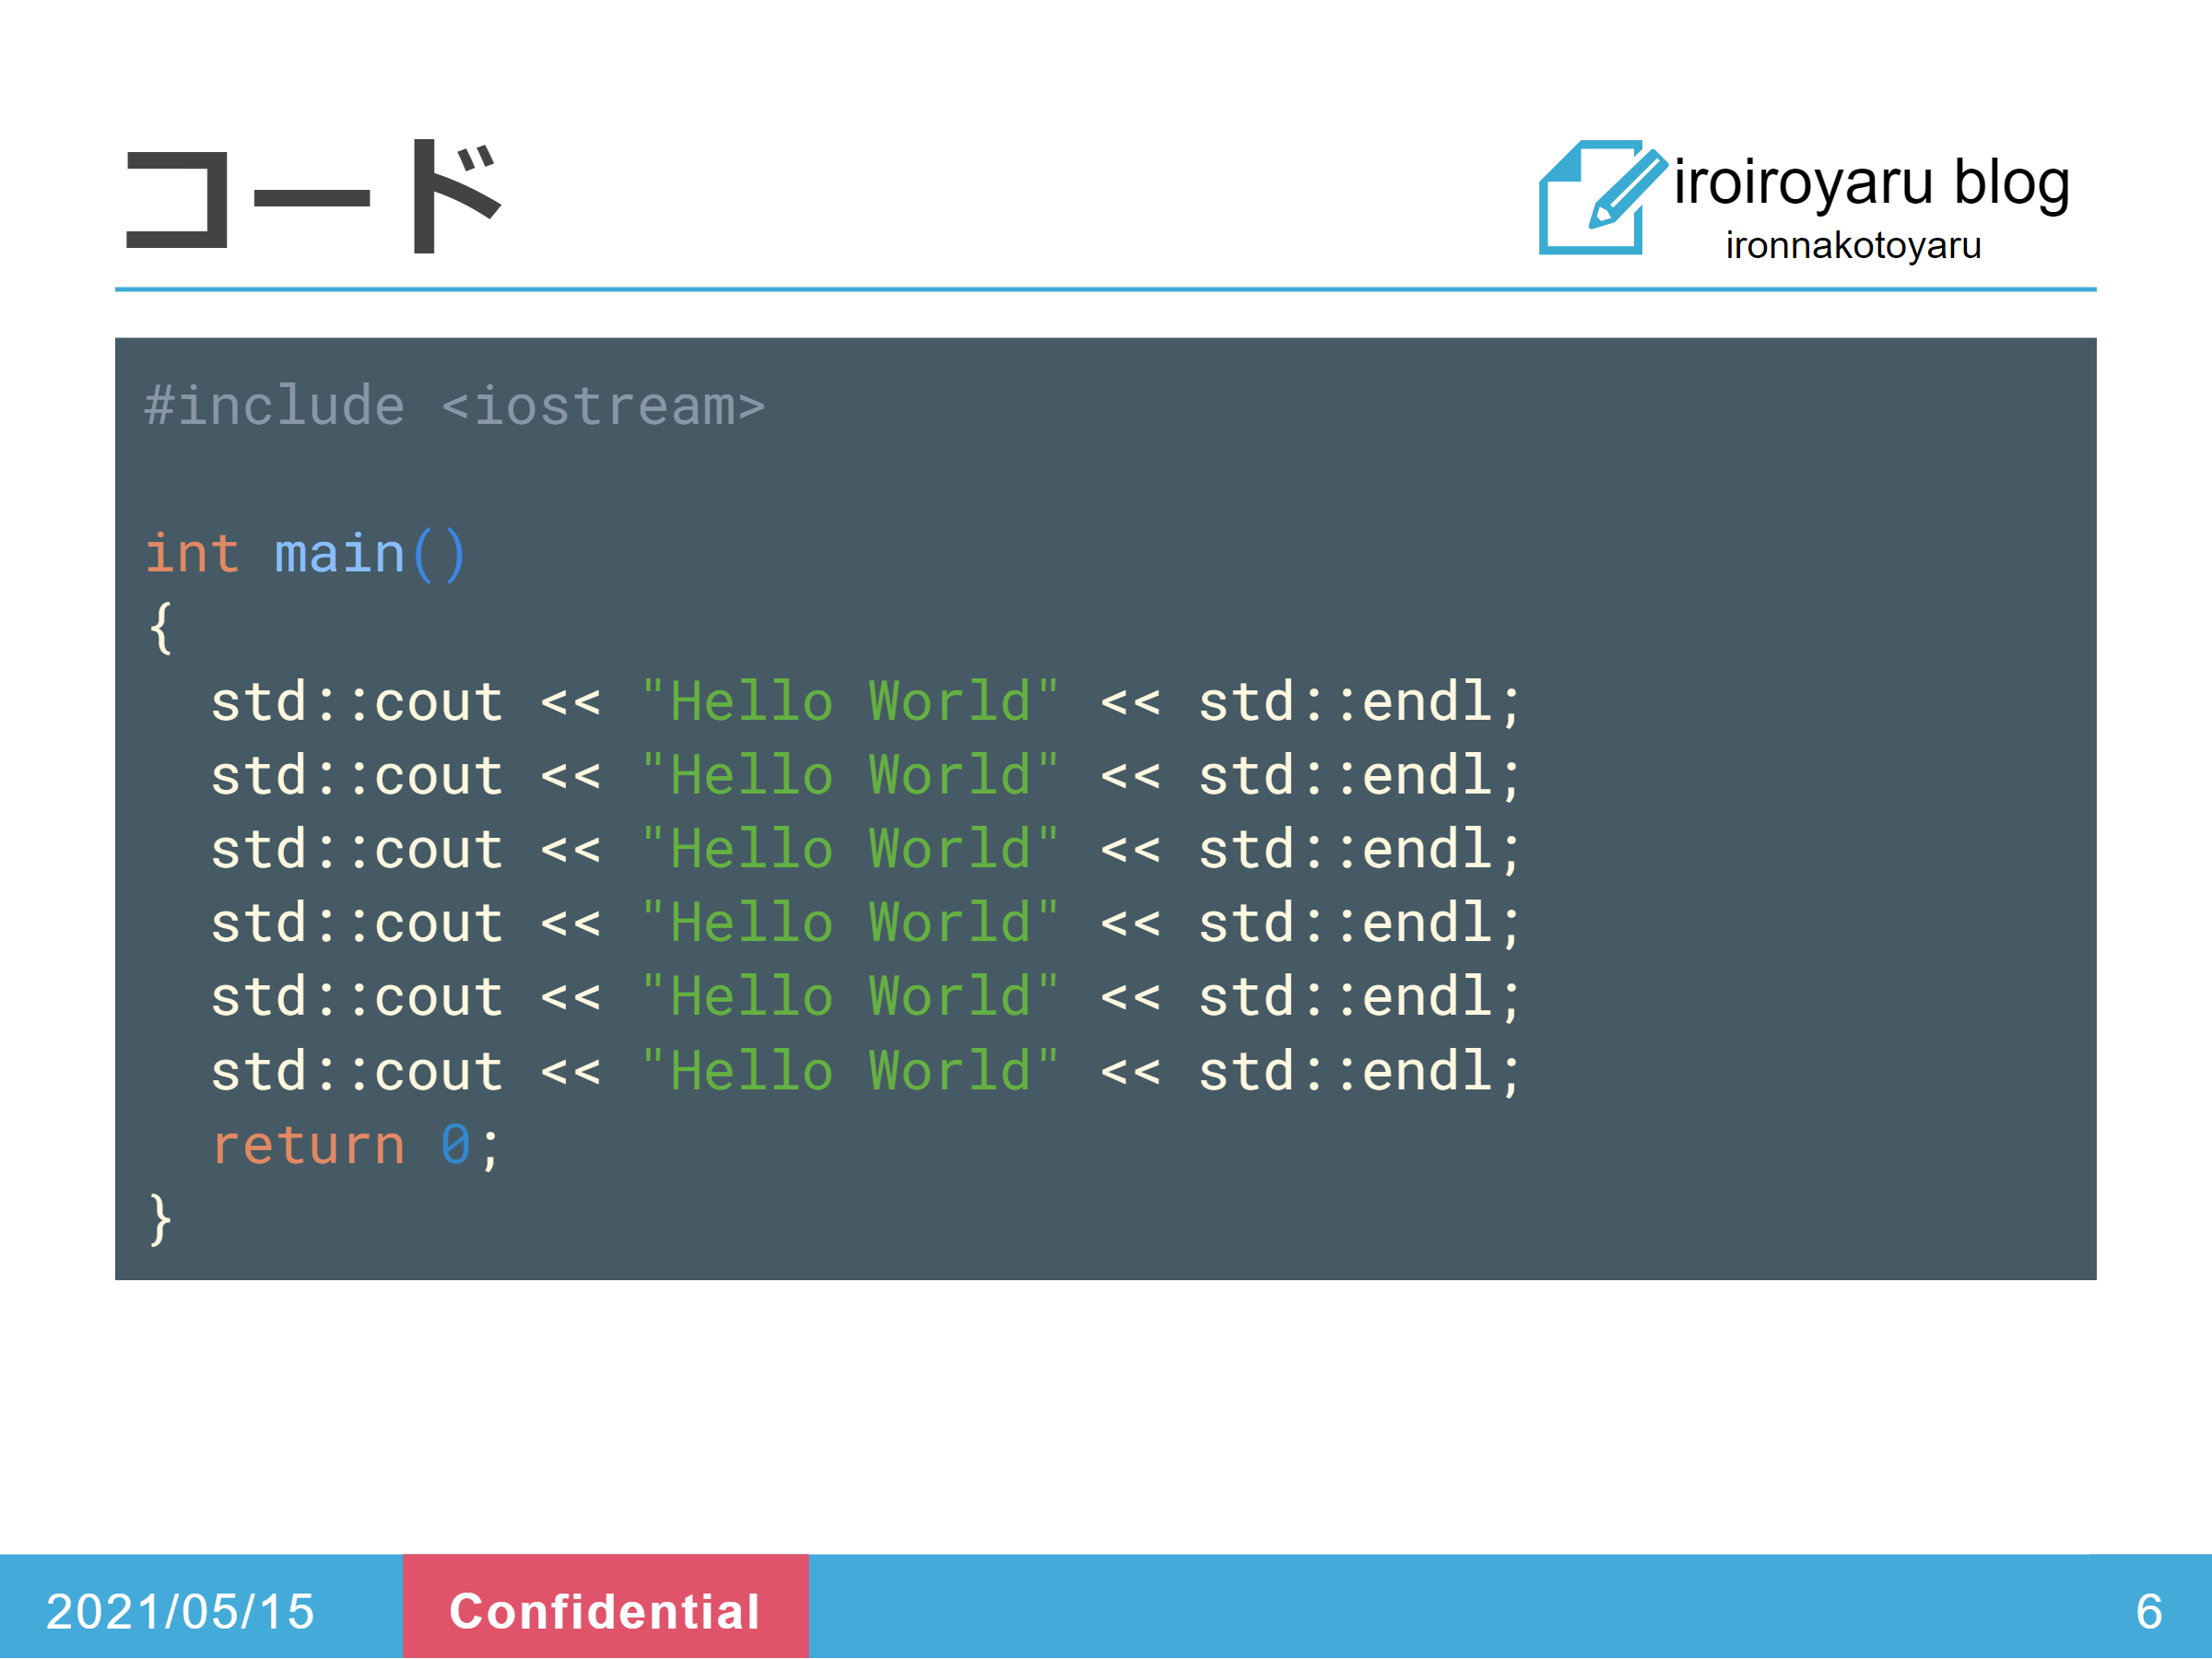 コード
iroiroyaru blog
ironnakotoyaru
#include <iostream>

int main()
{
  std::cout << "Hello World" << std::endl;
  std::cout << "Hello World" << std::endl;
  std::cout << "Hello World" << std::endl;
  std::cout << "Hello World" << std::endl;
  std::cout << "Hello World" << std::endl;
  std::cout << "Hello World" << std::endl;
  return 0;
}
2021/05/15
Confidential
6